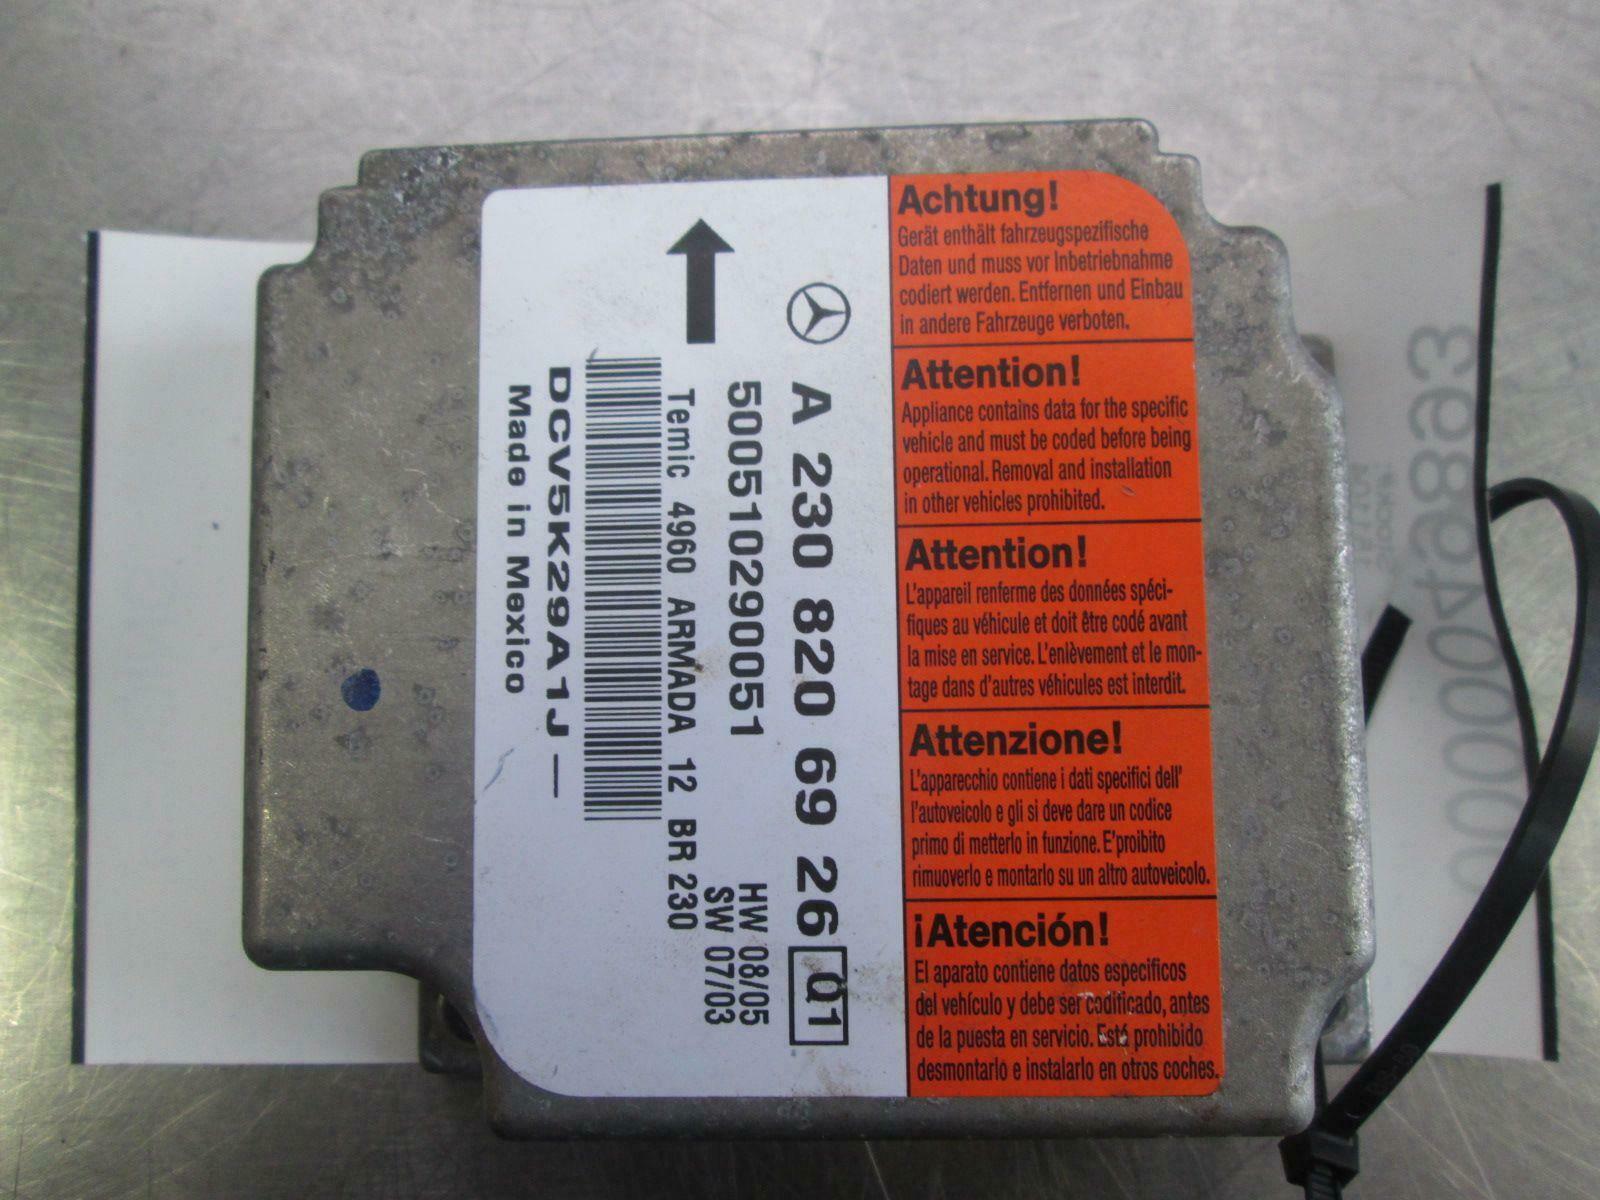 Achtung!
Gerät enthält fahrzeugspezifische
Daten und muss vor Inbetriebnahme
codiert werden. Entfernen und Einbau
in andere Fahrzeuge verboten.
Attention!
Appliance contains data for the specific
vehicle and must be coded before being
operational. Removal and installation
in other vehicles prohibited.
Attention!
L'appareil renferme des données spéci-
fiques au véhicule et doit être codé avant
la mise en service. L'enlèvement et le mon-
tage dans d'autres véhicules est interdit.
Attenzione!
L'apparecchio contiene i dati specifici dell'
l'autoveicolo e gli si deve dare un codice
primo di metterlo in funzione. E'proibito
rimuoverlo e montarlo su un altro autoveicolo.
¡Atención!
El aparato contiene datos especificos
del vehículo y debe ser codificado, antes
de la puesta en servicio. Está prohibido
desmontarlo e instalarlo en otros coches.
A 230 820 69 26 Q1
500510290051
HW 08/05
SW 07/03
Temic 4960 ARMADA 12 BR 230
DCV5K29A1J—
Made in Mexico